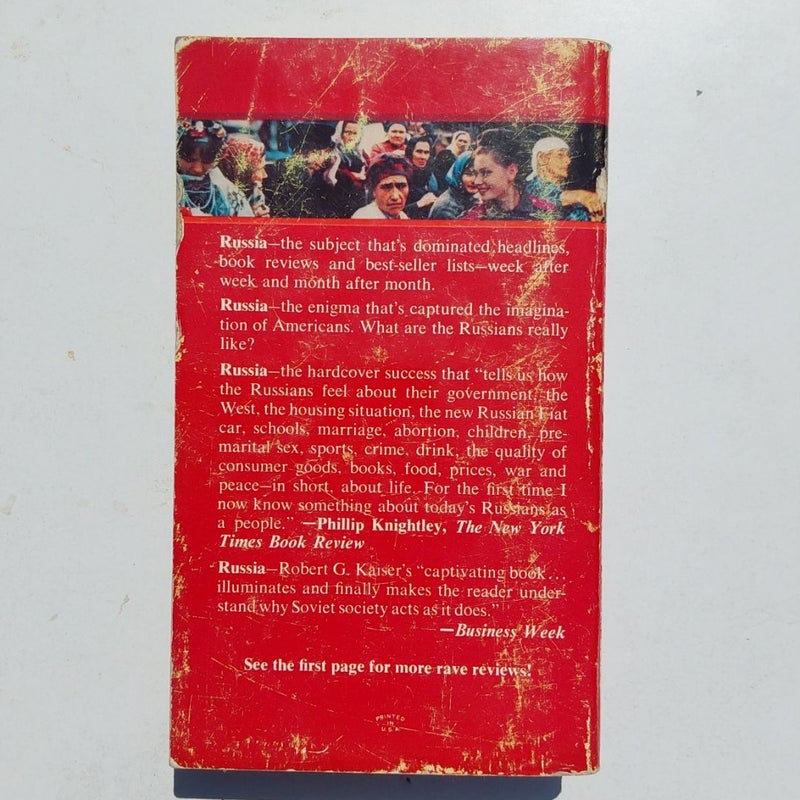 Russia—the subject that's dominated headlines,
book reviews and best-seller lists—week after
week and month after month.
Russia—the enigma that's captured the imagina-
tion of Americans. What are the Russians really
like?
Russia—the hardcover success that "tells us how
the Russians feel about their government, the
West, the housing situation, the new Russian Fiat
car, schools, marriage, abortion, children, pre-
marital sex, sports, crime, drink, the quality of
consumer goods, books, food, prices, war and
peace—in short, about life. For the first time I
now know something about today's Russians as
a people." —Phillip Knightley, The New York
Times Book Review
Russia—Robert G. Kaiser's "captivating book...
illuminates and finally makes the reader under-
stand why Soviet society acts as it does."
—Business Week
See the first page for more rave reviews!
PRINTED
IN
U.S.A.